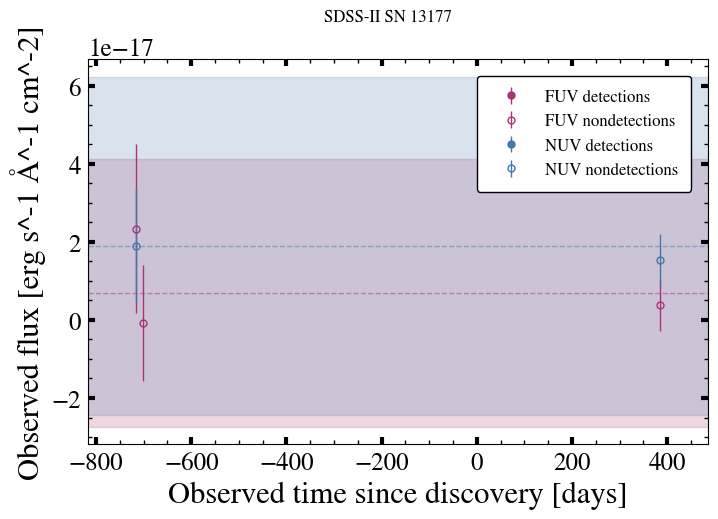 SDSS-II SN 13177
1e−17
Observed flux [erg s^-1 Å^-1 cm^-2]
6
4
2
0
−2
FUV detections
FUV nondetections
NUV detections
NUV nondetections
−800 −600 −400 −200 0 200 400
Observed time since discovery [days]